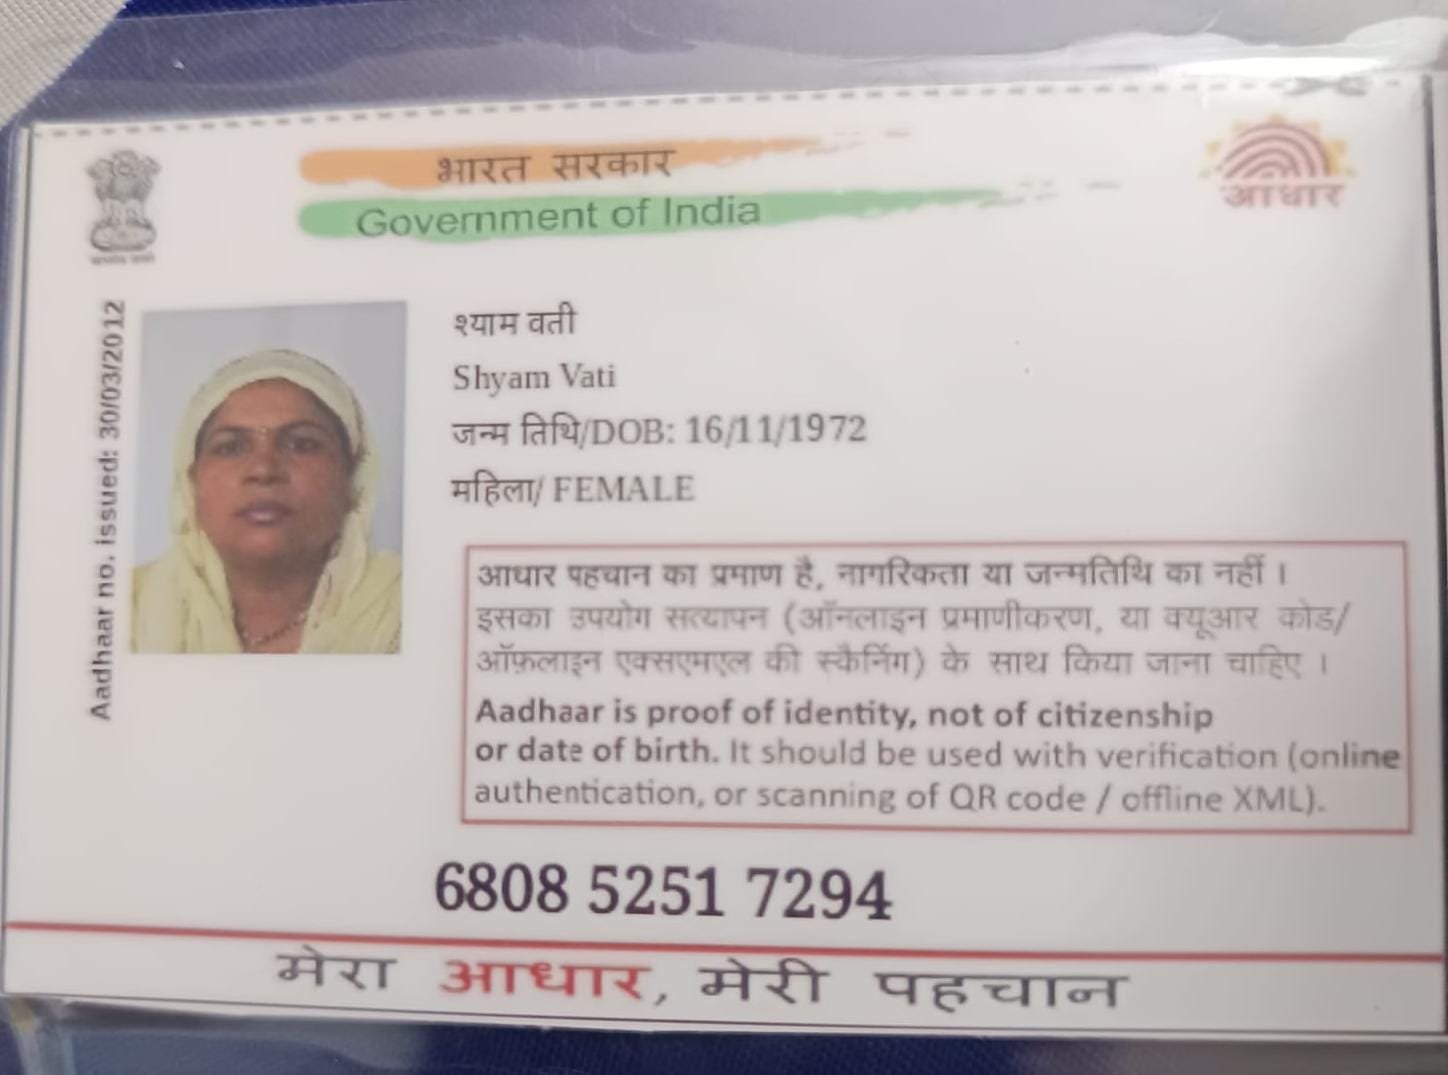 भारत सरकार
Government of India
आधार
Aadhaar no. issued: 30/03/2012
श्याम वती
Shyam Vati
जन्म तिथि/DOB: 16/11/1972
महिला/ FEMALE
आधार पहचान का प्रमाण है, नागरिकता या जन्मतिथि का नहीं ।
इसका उपयोग सत्यापन (ऑनलाइन प्रमाणीकरण, या क्यूआर कोड/
ऑफ़लाइन एक्सएमएल की स्कैनिंग) के साथ किया जाना चाहिए ।
Aadhaar is proof of identity, not of citizenship
or date of birth. It should be used with verification (online
authentication, or scanning of QR code / offline XML).
6808 5251 7294
मेरा आधार, मेरी पहचान